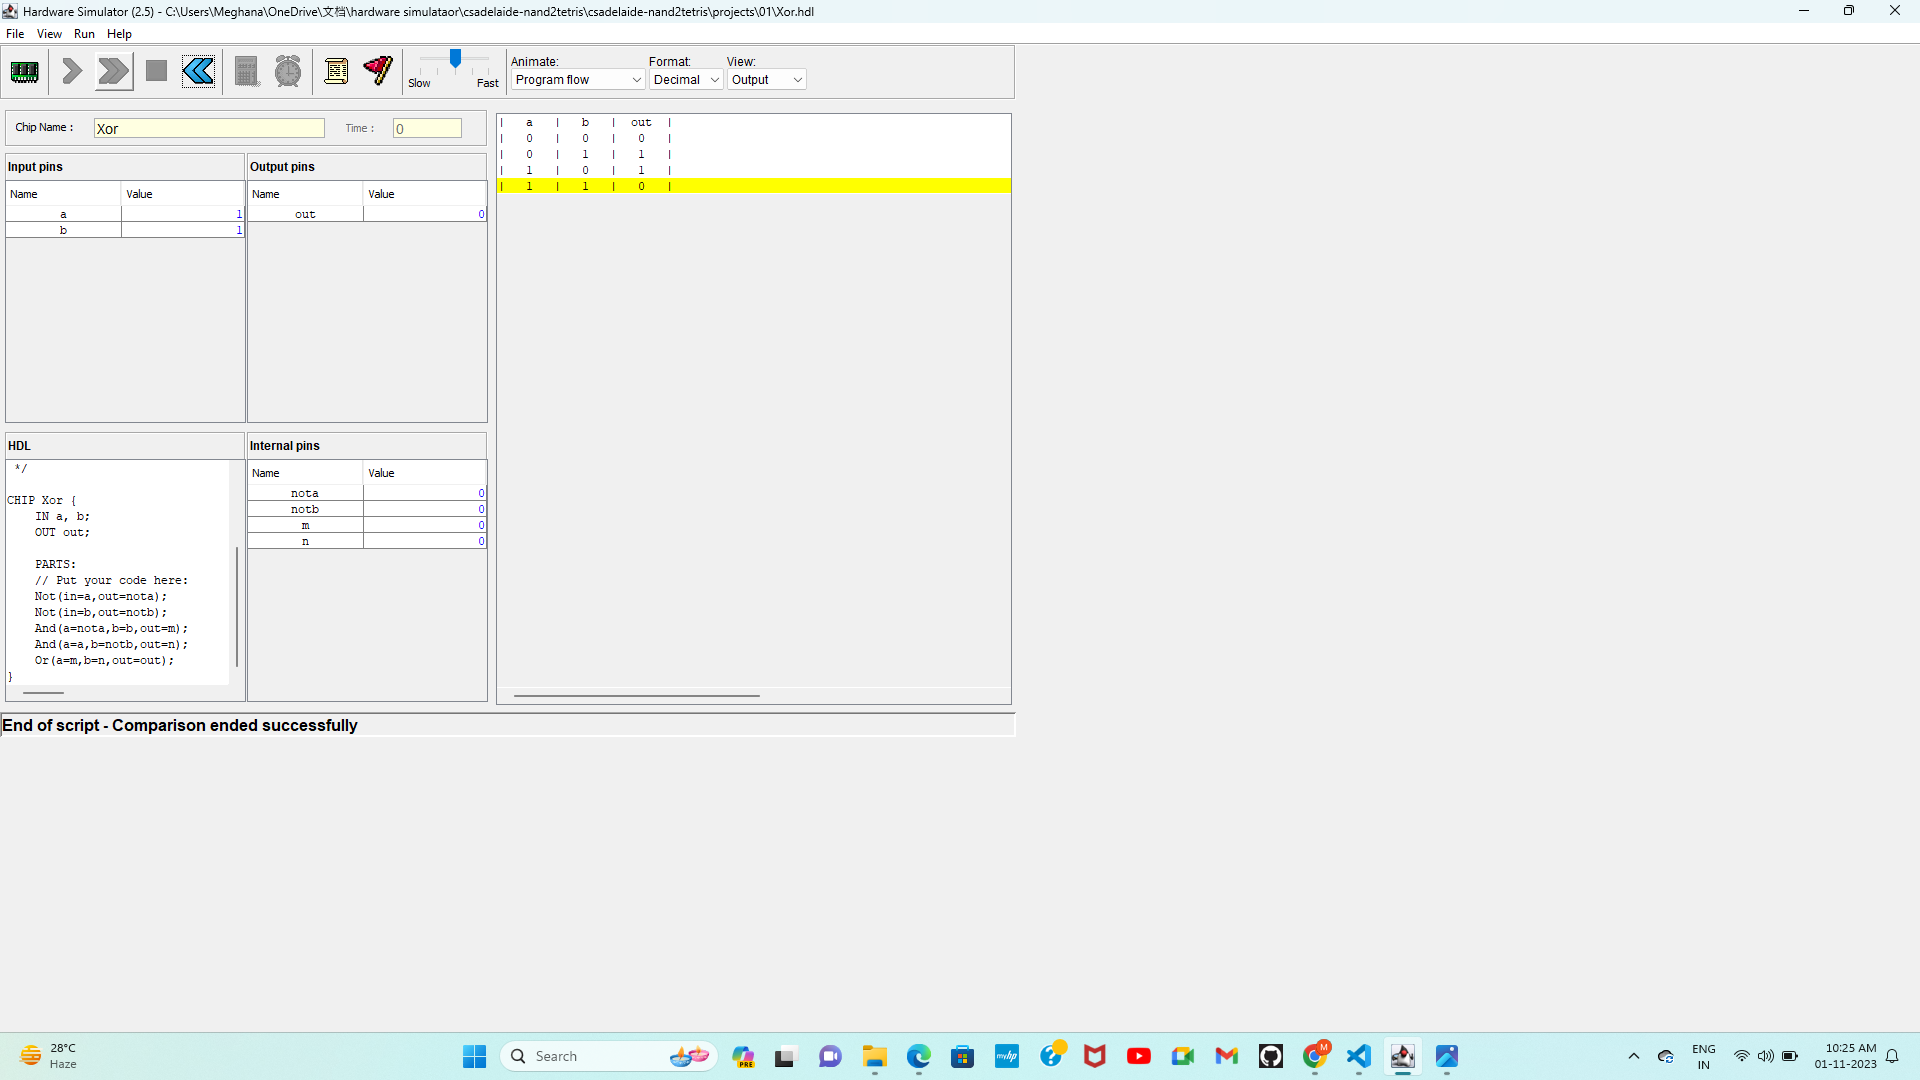 Hardware Simulator (2.5) - C:\Users\Meghana\OneDrive\文档\hardware simulataor\csadelaide-nand2tetris\csadelaide-nand2tetris\projects\01\Xor.hdl
File View Run Help
Slow Fast
Animate: Format: View:
Program flow Decimal Output
Chip Name : Xor Time : 0
Input pins
Name Value
a 1
b 1
Output pins
Name Value
out 0
| a | b | out |
| 0 | 0 | 0 |
| 0 | 1 | 1 |
| 1 | 0 | 1 |
| 1 | 1 | 0 |
HDL
*/
CHIP Xor {
IN a, b;
OUT out;
PARTS:
// Put your code here:
Not(in=a,out=nota);
Not(in=b,out=notb);
And(a=nota,b=b,out=m);
And(a=a,b=notb,out=n);
Or(a=m,b=n,out=out);
}
Internal pins
Name Value
nota 0
notb 0
m 0
n 0
End of script - Comparison ended successfully
28°C
Haze
Search
PRE
myhp
M
ENG
IN
10:25 AM
01-11-2023